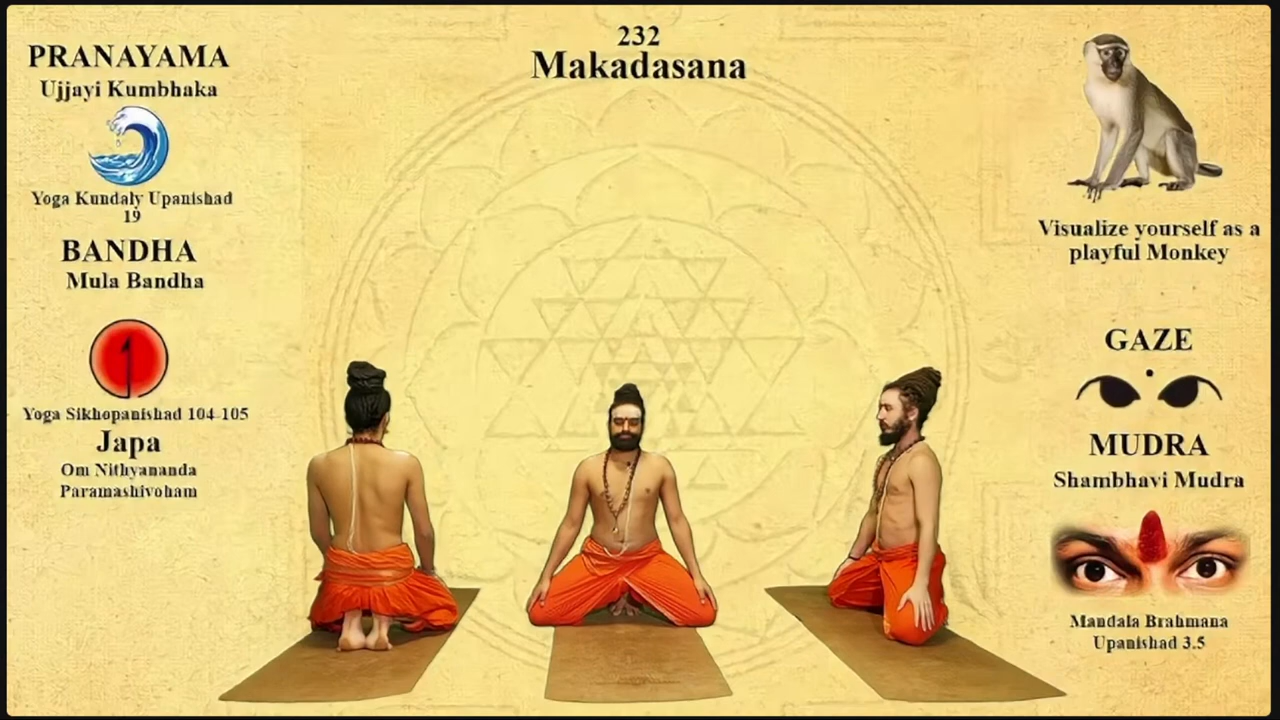 232
Makadasana
PRANAYAMA
Ujjayi Kumbhaka
Yoga Kundaly Upanishad
19
BANDHA
Mula Bandha
Yoga Sikhopanishad 104-105
Japa
Om Nithyananda
Paramashivoham
Visualize yourself as a
playful Monkey
GAZE
MUDRA
Shambhavi Mudra
Mandala Brahmana
Upanishad 3.5